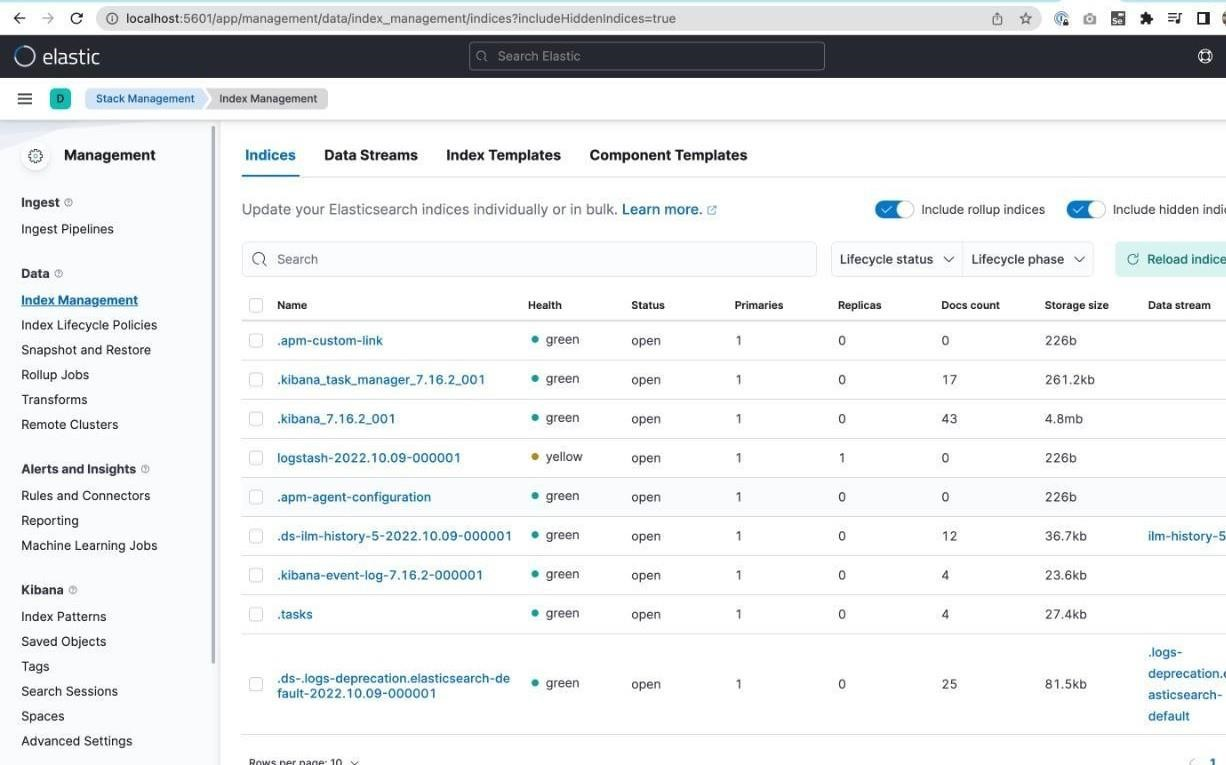 localhost:5601/app/management/data/index_management/indices?includeHiddenIndices=true
elastic
Search Elastic
D
Stack Management
Index Management
Management
Ingest
Ingest Pipelines
Data
Index Management
Index Lifecycle Policies
Snapshot and Restore
Rollup Jobs
Transforms
Remote Clusters
Alerts and Insights
Rules and Connectors
Reporting
Machine Learning Jobs
Kibana
Index Patterns
Saved Objects
Tags
Search Sessions
Spaces
Advanced Settings
Indices Data Streams Index Templates Component Templates
Update your Elasticsearch indices individually or in bulk. Learn more.
Include rollup indices
Include hidden indic
Search
Lifecycle status
Lifecycle phase
Reload indice
Name Health Status Primaries Replicas Docs count Storage size Data stream
.apm-custom-link green open 1 0 0 226b
.kibana_task_manager_7.16.2_001 green open 1 0 17 261.2kb
.kibana_7.16.2_001 green open 1 0 43 4.8mb
logstash-2022.10.09-000001 yellow open 1 1 0 226b
.apm-agent-configuration green open 1 0 0 226b
.ds-ilm-history-5-2022.10.09-000001 green open 1 0 12 36.7kb ilm-history-5
.kibana-event-log-7.16.2-000001 green open 1 0 4 23.6kb
.tasks green open 1 0 4 27.4kb
.ds-.logs-deprecation.elasticsearch-de
fault-2022.10.09-000001
green open 1 0 25 81.5kb
.logs-
deprecation.e
asticsearch-
default
Rows per page: 10
1